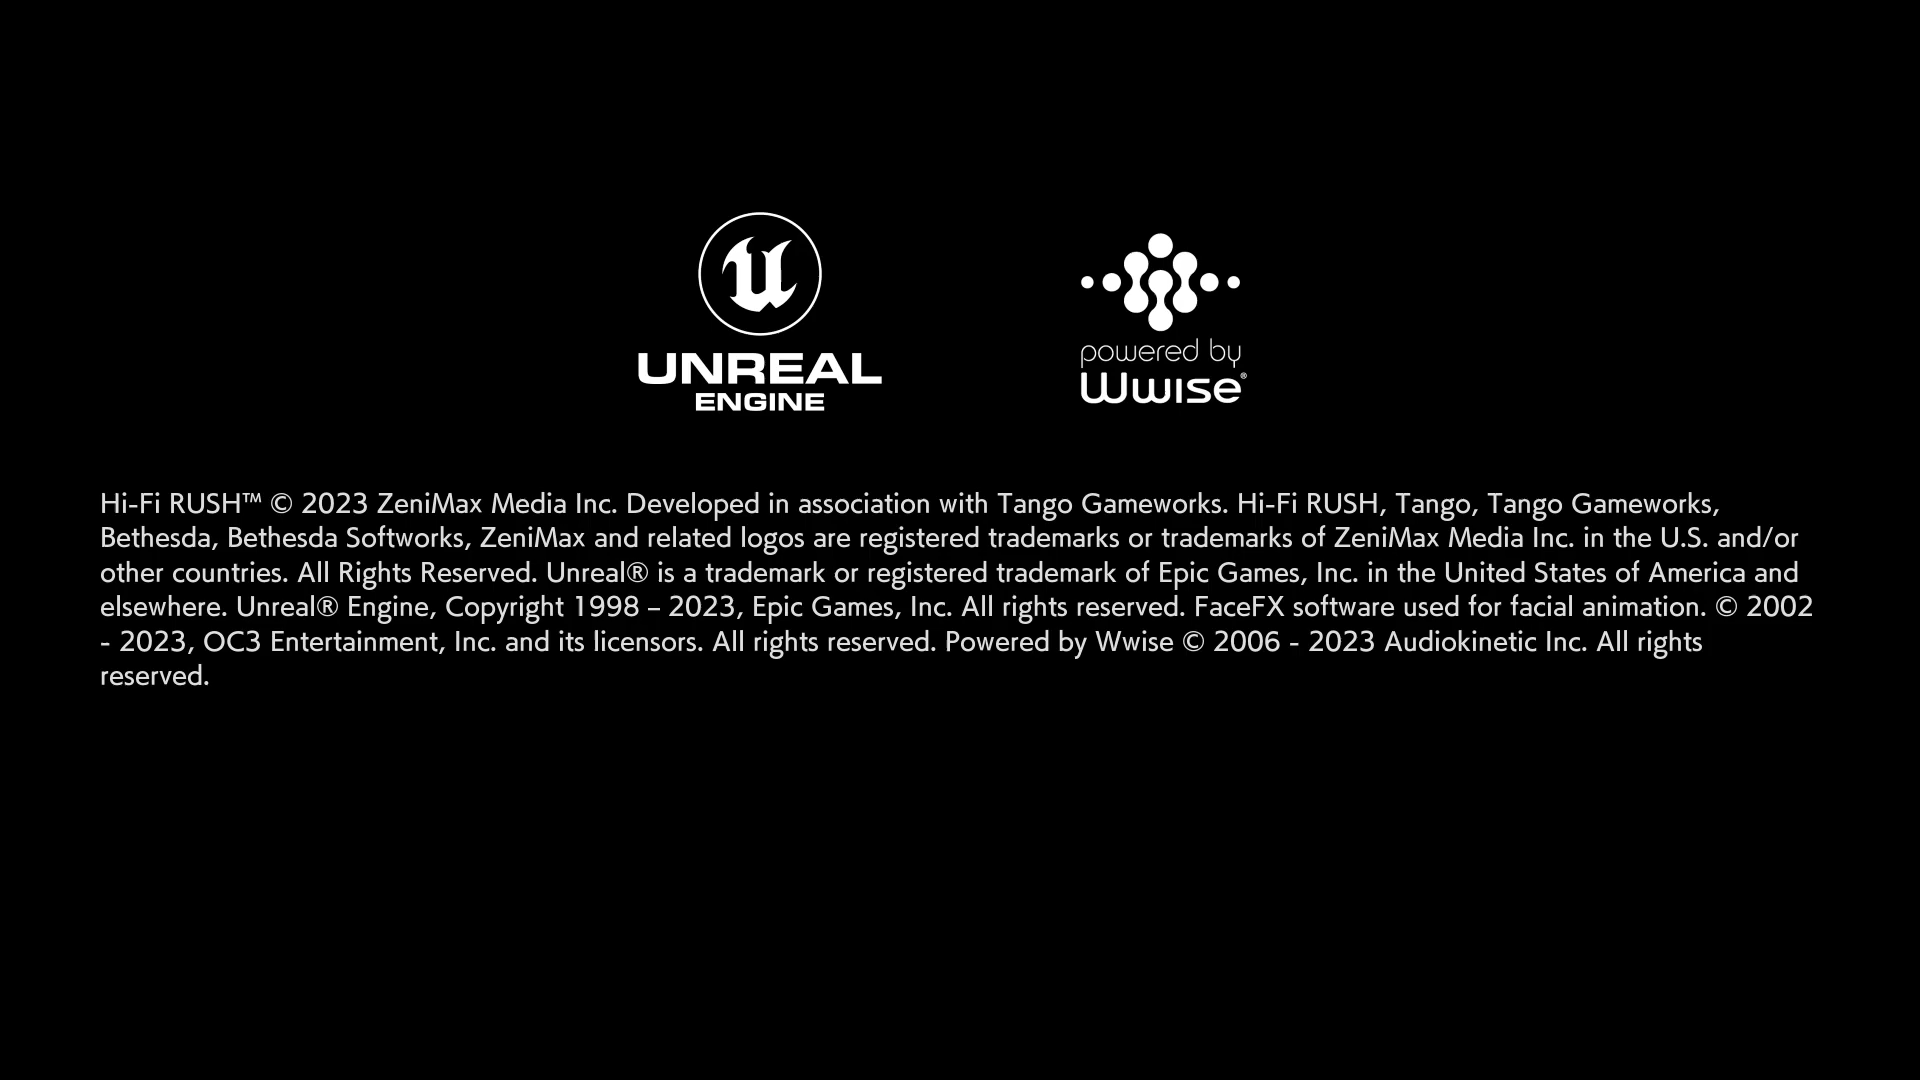 UNREAL
ENGINE
powered by
Wwise®
Hi-Fi RUSH™ © 2023 ZeniMax Media Inc. Developed in association with Tango Gameworks. Hi-Fi RUSH, Tango, Tango Gameworks,
Bethesda, Bethesda Softworks, ZeniMax and related logos are registered trademarks or trademarks of ZeniMax Media Inc. in the U.S. and/or
other countries. All Rights Reserved. Unreal® is a trademark or registered trademark of Epic Games, Inc. in the United States of America and
elsewhere. Unreal® Engine, Copyright 1998 – 2023, Epic Games, Inc. All rights reserved. FaceFX software used for facial animation. © 2002
- 2023, OC3 Entertainment, Inc. and its licensors. All rights reserved. Powered by Wwise © 2006 - 2023 Audiokinetic Inc. All rights
reserved.